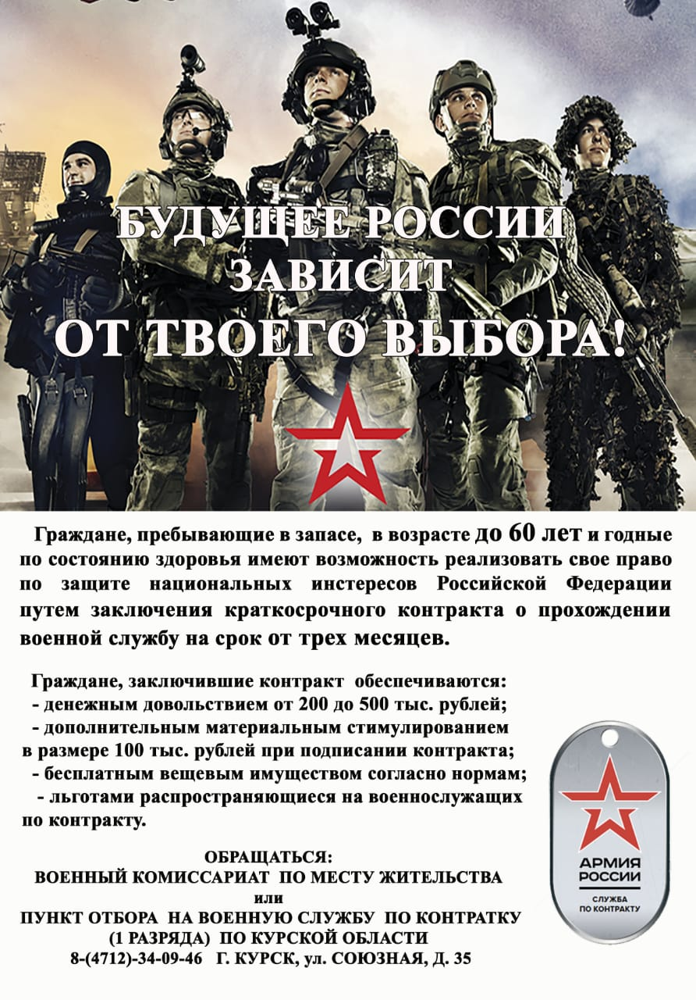 БУДУЩЕЕ РОССИИ
ЗАВИСИТ
ОТ ТВОЕГО ВЫБОРА!
Граждане, пребывающие в запасе, в возрасте до 60 лет и годные
по состоянию здоровья имеют возможность реализовать свое право
по защите национальных инстересов Российской Федерации
путем заключения краткосрочного контракта о прохождении
военной службу на срок от трех месяцев.
Граждане, заключившие контракт обеспечиваются:
- денежным довольствием от 200 до 500 тыс. рублей;
- дополнительным материальным стимулированием
в размере 100 тыс. рублей при подписании контракта;
- бесплатным вещевым имуществом согласно нормам;
- льготами распространяющиеся на военнослужащих
по контракту.
АРМИЯ
РОССИИ
СЛУЖБА
ПО КОНТРАКТУ
ОБРАЩАТЬСЯ:
ВОЕННЫЙ КОМИССАРИАТ ПО МЕСТУ ЖИТЕЛЬСТВА
или
ПУНКТ ОТБОРА НА ВОЕННУЮ СЛУЖБУ ПО КОНТРАТКУ
(1 РАЗРЯДА) ПО КУРСКОЙ ОБЛАСТИ
8-(4712)-34-09-46 Г. КУРСК, ул. СОЮЗНАЯ, Д. 35